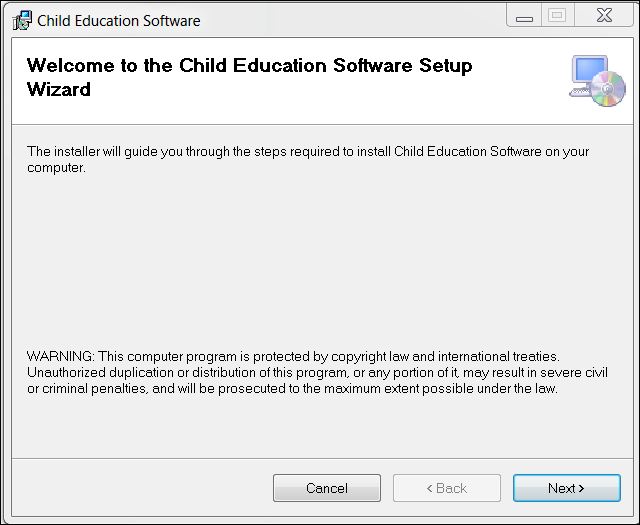 Child Education Software
Welcome to the Child Education Software Setup
Wizard
The installer will guide you through the steps required to install Child Education Software on your
computer.
WARNING: This computer program is protected by copyright law and international treaties.
Unauthorized duplication or distribution of this program, or any portion of it, may result in severe civil
or criminal penalties, and will be prosecuted to the maximum extent possible under the law.
Cancel
< Back
Next >